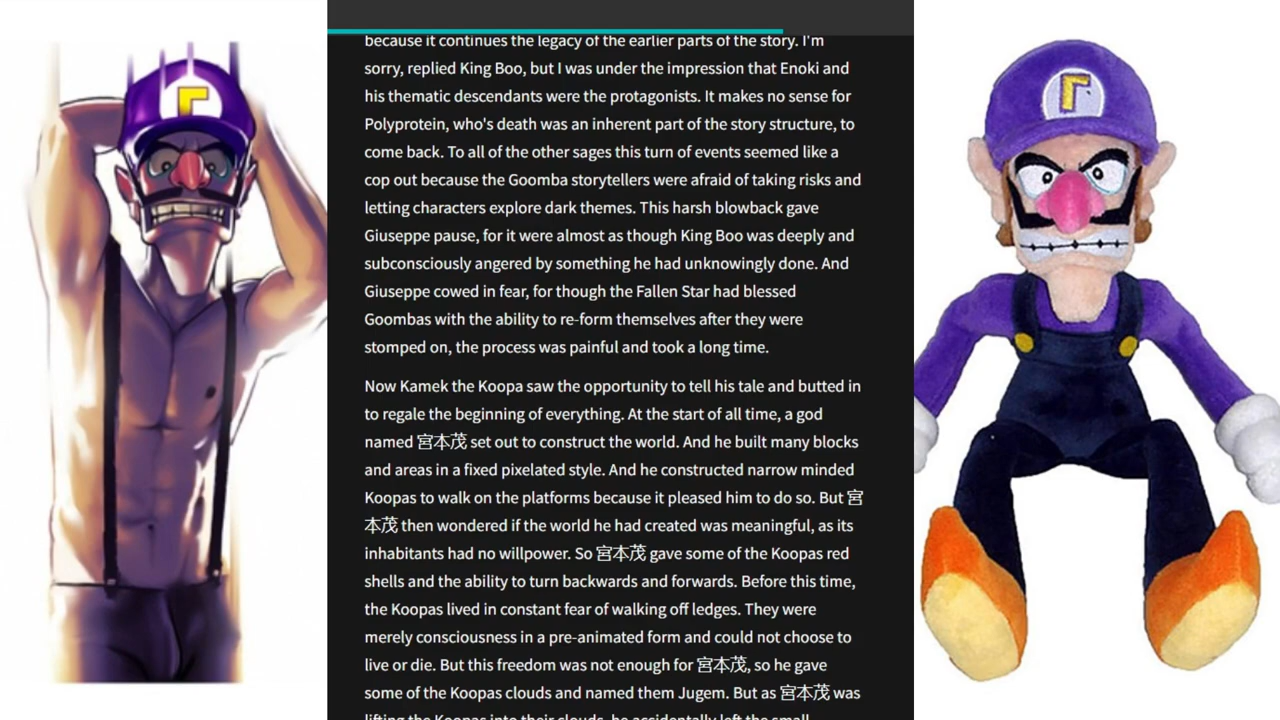 because it continues the legacy of the earlier parts of the story. I'm
sorry, replied King Boo, but I was under the impression that Enoki and
his thematic descendants were the protagonists. It makes no sense for
Polyprotein, who's death was an inherent part of the story structure, to
come back. To all of the other sages this turn of events seemed like a
cop out because the Goomba storytellers were afraid of taking risks and
letting characters explore dark themes. This harsh blowback gave
Giuseppe pause, for it were almost as though King Boo was deeply and
subconsciously angered by something he had unknowingly done. And
Giuseppe cowed in fear, for though the Fallen Star had blessed
Goombas with the ability to re-form themselves after they were
stomped on, the process was painful and took a long time.
Now Kamek the Koopa saw the opportunity to tell his tale and butted in
to regale the beginning of everything. At the start of all time, a god
named 宮本茂 set out to construct the world. And he built many blocks
and areas in a fixed pixelated style. And he constructed narrow minded
Koopas to walk on the platforms because it pleased him to do so. But 宮
本茂 then wondered if the world he had created was meaningful, as its
inhabitants had no willpower. So 宮本茂 gave some of the Koopas red
shells and the ability to turn backwards and forwards. Before this time,
the Koopas lived in constant fear of walking off ledges. They were
merely consciousness in a pre-animated form and could not choose to
live or die. But this freedom was not enough for 宮本茂, so he gave
some of the Koopas clouds and named them Jugem. But as 宮本茂 was
lifting the Koopas into their clouds, he accidentally left the small